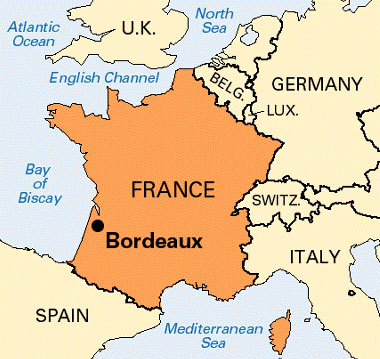 Atlantic
Ocean
U.K.
North
Sea
English Channel
BELG.
GERMANY
LUX.
Bay
of
Biscay
FRANCE
SWITZ.
Bordeaux
ITALY
SPAIN
Mediterranean
Sea